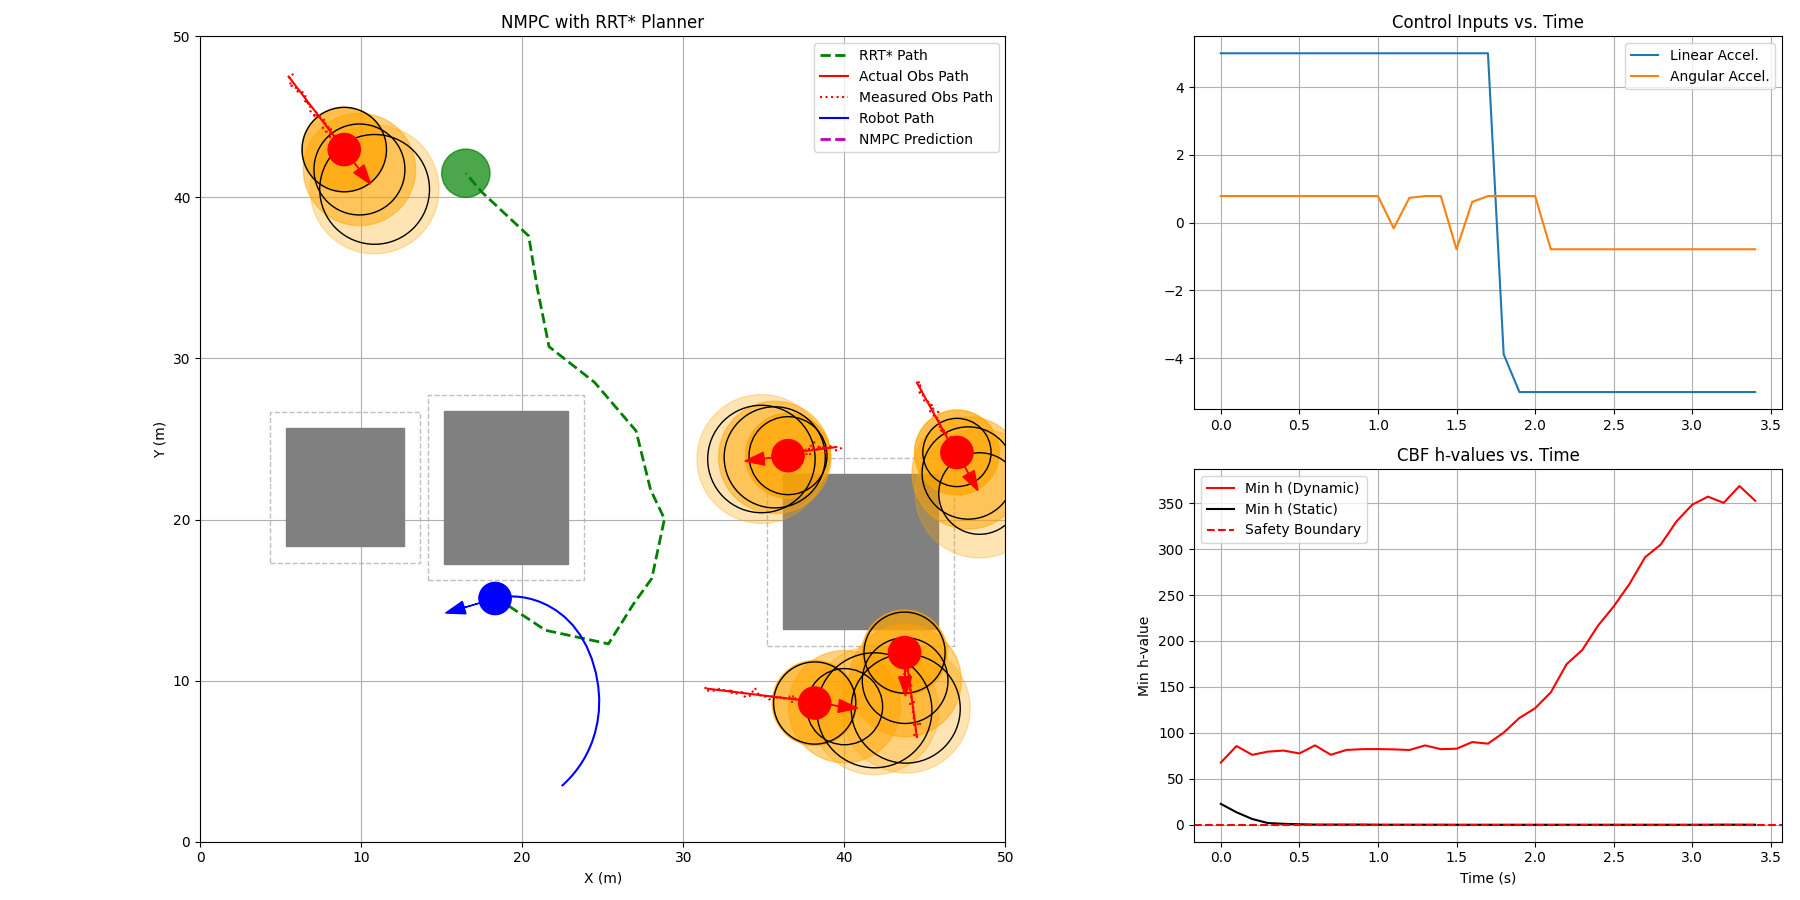 NMPC with RRT* Planner
RRT* Path
Actual Obs Path
Measured Obs Path
Robot Path
NMPC Prediction
50
40
30
20
10
0
Y (m)
0 10 20 30 40 50
X (m)
Control Inputs vs. Time
Linear Accel.
Angular Accel.
4
2
0
−2
−4
0.0 0.5 1.0 1.5 2.0 2.5 3.0 3.5
CBF h-values vs. Time
Min h (Dynamic)
Min h (Static)
Safety Boundary
350
300
250
200
150
100
50
0
Min h-value
0.0 0.5 1.0 1.5 2.0 2.5 3.0 3.5
Time (s)